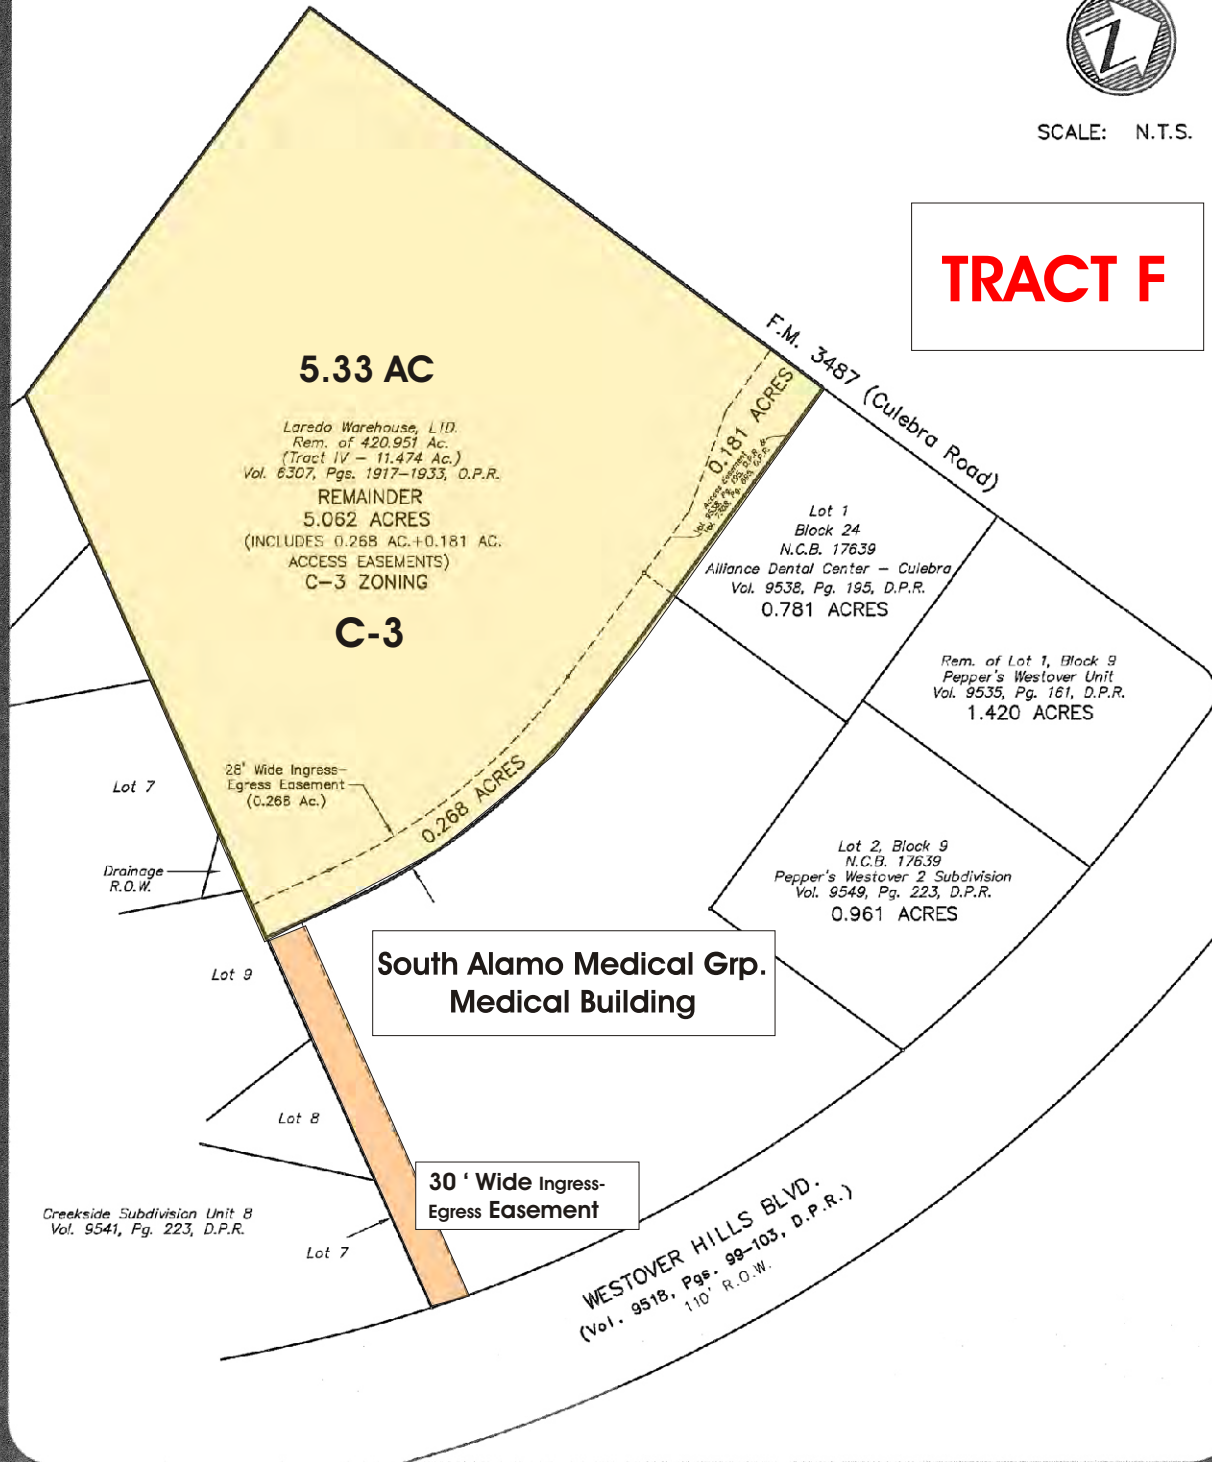 Z
SCALE: N.T.S.
TRACT F
F.M. 3487 (Culebra Road)
5.33 AC
Laredo Warehouse, LTD.
Rem. of 420.951 Ac.
(Tract IV – 11.474 Ac.)
Vol. 6307, Pgs. 1917–1933, O.P.R.
REMAINDER
5.062 ACRES
(INCLUDES 0.268 AC.+0.181 AC.
ACCESS EASEMENTS)
C–3 ZONING
C-3
0.181 ACRES
Access Easement
Lot 1
Block 24
N.C.B. 17639
Alliance Dental Center – Culebra
Vol. 9538, Pg. 195, D.P.R.
0.781 ACRES
Rem. of Lot 1, Block 9
Pepper's Westover Unit
Vol. 9535, Pg. 161, D.P.R.
1.420 ACRES
28' Wide Ingress–
Egress Easement
(0.268 Ac.)
0.268 ACRES
Lot 7
Drainage
R.O.W.
Lot 2, Block 9
N.C.B. 17639
Pepper's Westover 2 Subdivision
Vol. 9549, Pg. 223, D.P.R.
0.961 ACRES
South Alamo Medical Grp.
Medical Building
Lot 9
Lot 8
30 ' Wide Ingress-
Egress Easement
Creekside Subdivision Unit 8
Vol. 9541, Pg. 223, D.P.R.
Lot 7
WESTOVER HILLS BLVD.
(Vol. 9518, Pgs. 99–103, D.P.R.)
110' R.O.W.